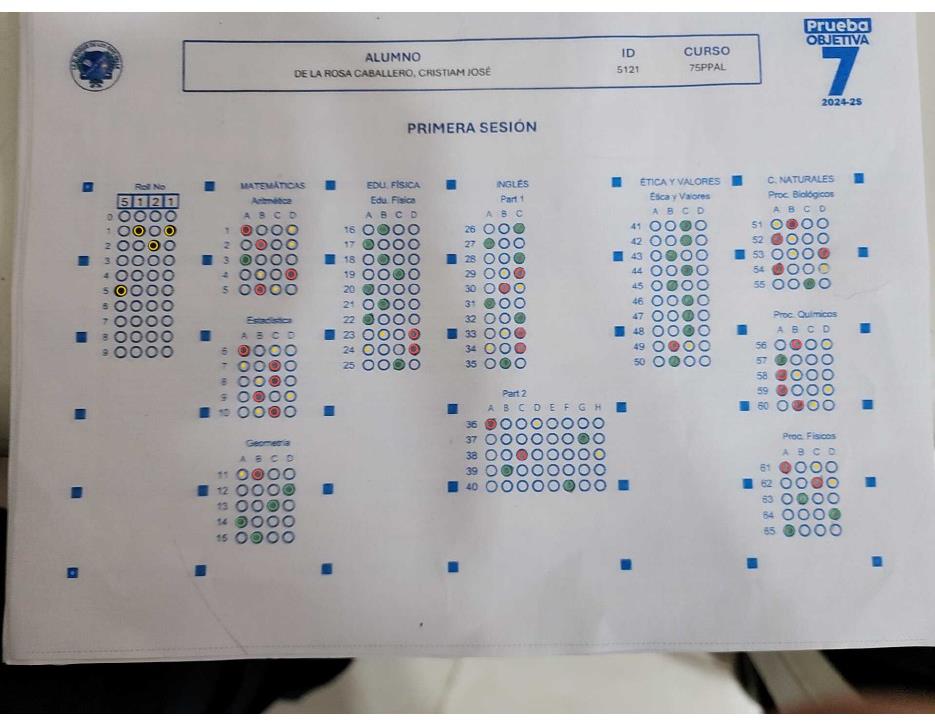 Prueba
OBJETIVA
7
2024-25
ALUMNO ID CURSO
DE LA ROSA CABALLERO, CRISTIAM JOSÉ 5121 75PPAL
PRIMERA SESIÓN
Roll No
5 1 2 1
0
1
2
3
4
5
6
7
8
9
MATEMÁTICAS
Aritmética
A B C D
1
2
3
4
5
Estadística
A B C D
6
7
8
9
10
Geometría
A B C D
11
12
13
14
15
EDU. FÍSICA
Edu. Física
A B C D
16
17
18
19
20
21
22
23
24
25
INGLÉS
Part 1
A B C
26
27
28
29
30
31
32
33
34
35
Part 2
A B C D E F G H
36
37
38
39
40
ÉTICA Y VALORES
Ética y Valores
A B C D
41
42
43
44
45
46
47
48
49
50
C. NATURALES
Proc. Biológicos
A B C D
51
52
53
54
55
Proc. Químicos
A B C D
56
57
58
59
60
Proc. Físicos
A B C D
61
62
63
64
65